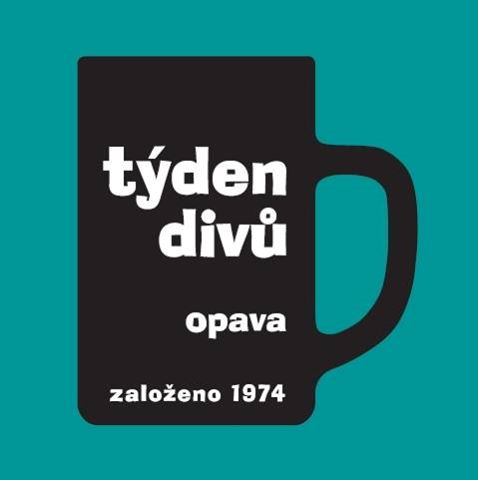 týden
divů
opava
založeno 1974